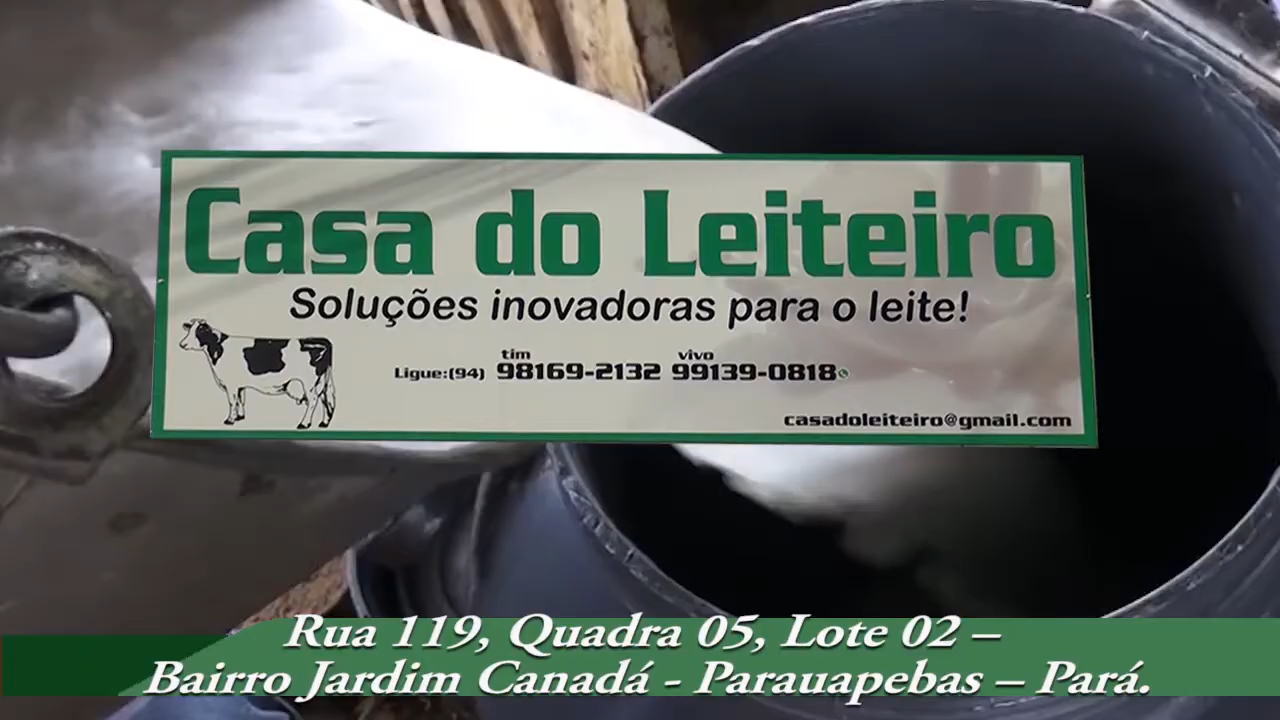 Casa do Leiteiro
Soluções inovadoras para o leite!
tim vivo
Ligue:(94) 98169-2132 99139-0818
casadoleiteiro@gmail.com
Rua 119, Quadra 05, Lote 02 –
Bairro Jardim Canadá - Parauapebas – Pará.